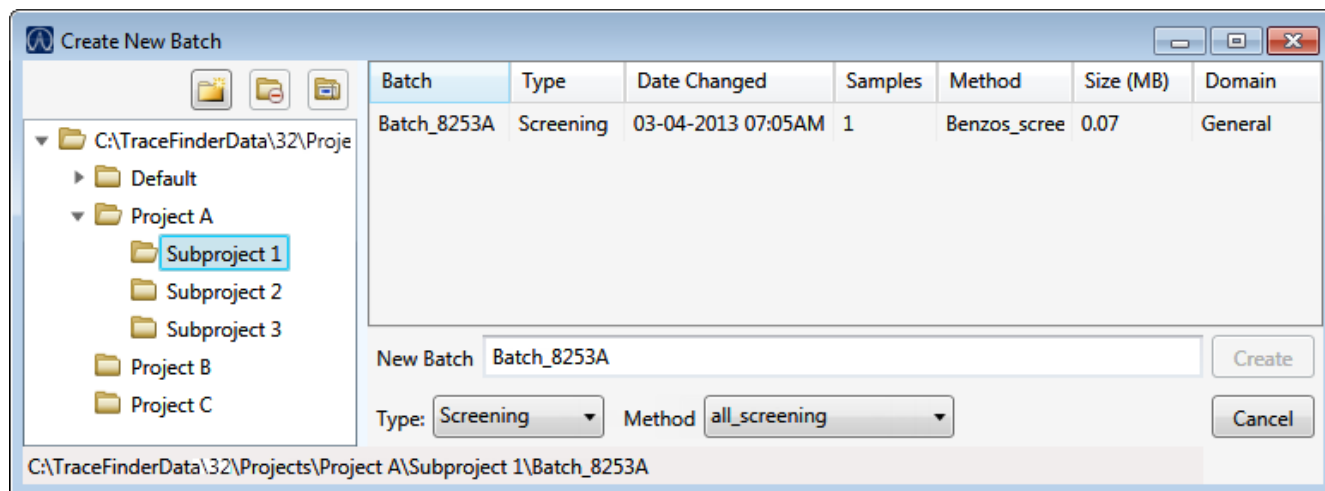 Create New Batch
Batch Type Date Changed Samples Method Size (MB) Domain
Batch_8253A Screening 03-04-2013 07:05AM 1 Benzos_scree 0.07 General
C:\TraceFinderData\32\Proje
Default
Project A
Subproject 1
Subproject 2
Subproject 3
Project B
Project C
New Batch Batch_8253A Create
Type: Screening Method all_screening Cancel
C:\TraceFinderData\32\Projects\Project A\Subproject 1\Batch_8253A